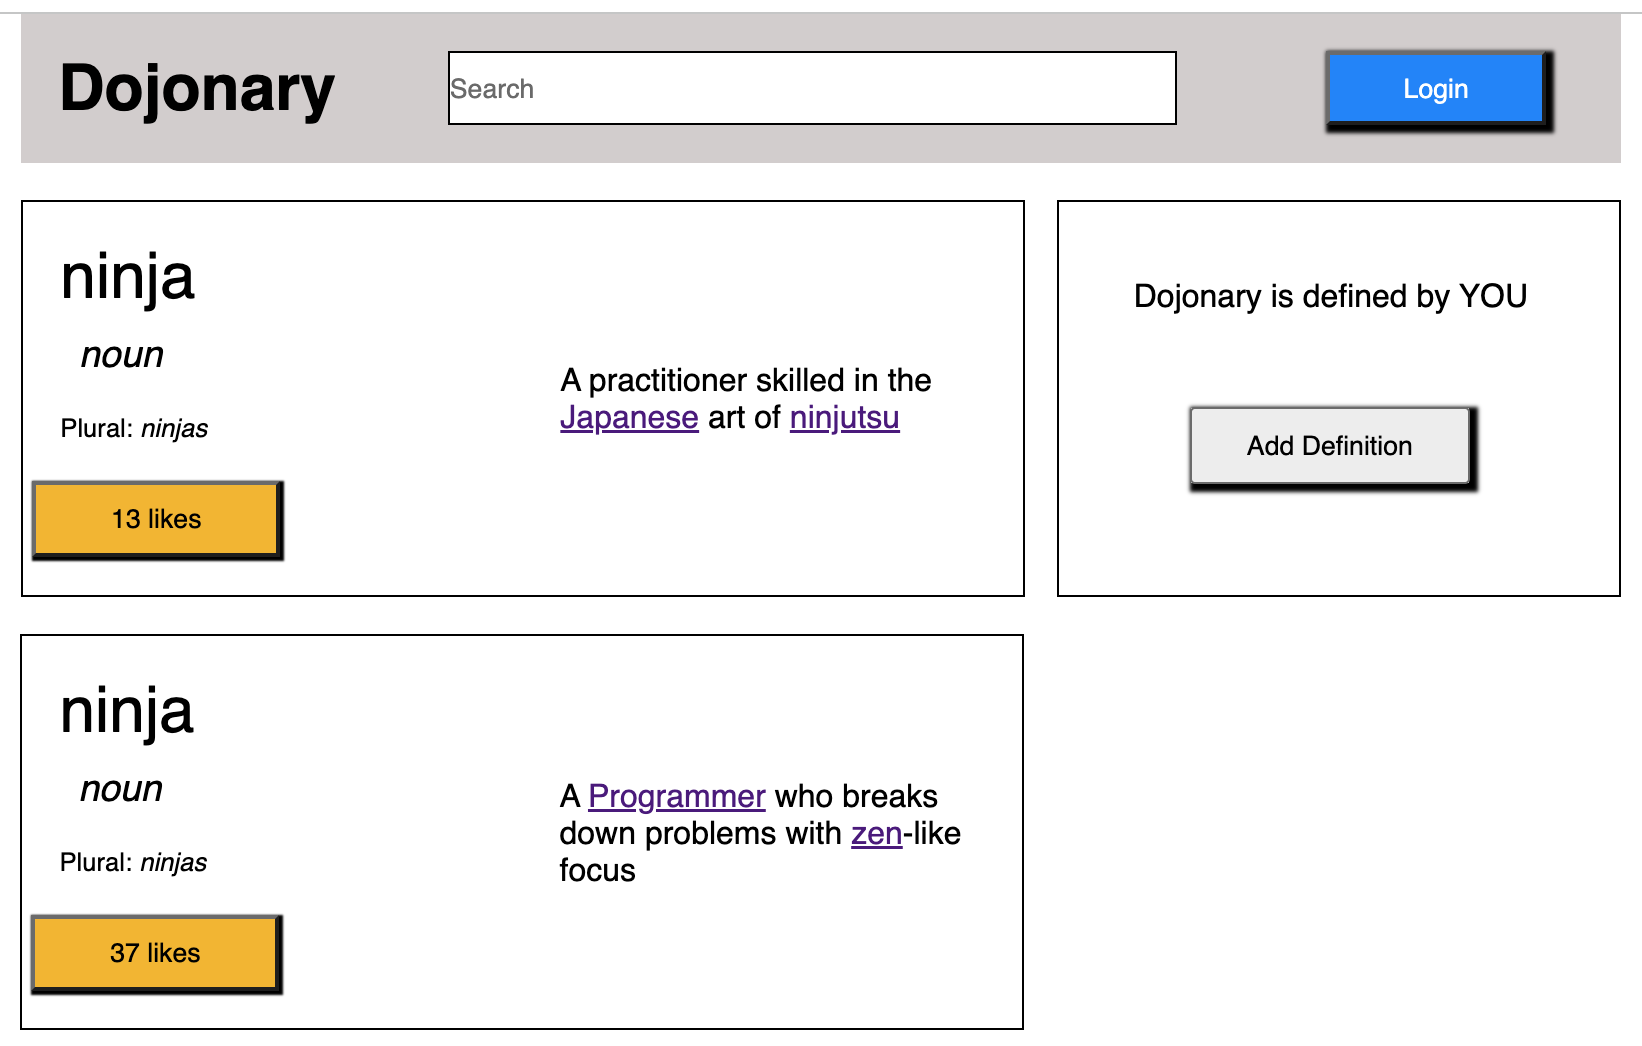 Dojonary
Search
Login
ninja
noun
Plural: ninjas
13 likes
A practitioner skilled in the
Japanese art of ninjutsu
Dojonary is defined by YOU
Add Definition
ninja
noun
Plural: ninjas
37 likes
A Programmer who breaks
down problems with zen-like
focus